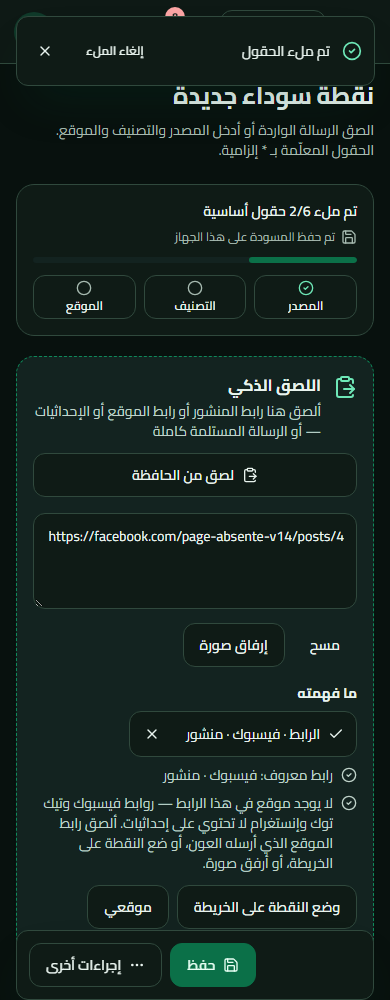 تم ملء الحقول
إلغاء الملء
نقطة سوداء جديدة
الصق الرسالة الواردة أو أدخل المصدر والتصنيف والموقع.
الحقول المعلّمة بـ * إلزامية.
تم ملء 2/6 حقول أساسية
تم حفظ المسودة على هذا الجهاز
المصدر
التصنيف
الموقع
اللصق الذكي
ألصق هنا رابط المنشور أو رابط الموقع أو الإحداثيات
— أو الرسالة المستلمة كاملة
لصق من الحافظة
https://facebook.com/page-absente-v14/posts/4
مسح
إرفاق صورة
ما فهمته
الرابط · فيسبوك · منشور
رابط معروف: فيسبوك · منشور
لا يوجد موقع في هذا الرابط — روابط فيسبوك وتيك
توك وإنستغرام لا تحتوي على إحداثيات. ألصق رابط
الموقع الذي أرسله العون، أو ضع النقطة على
الخريطة، أو أرفق صورة.
وضع النقطة على الخريطة
موقعي
حفظ
إجراءات أخرى